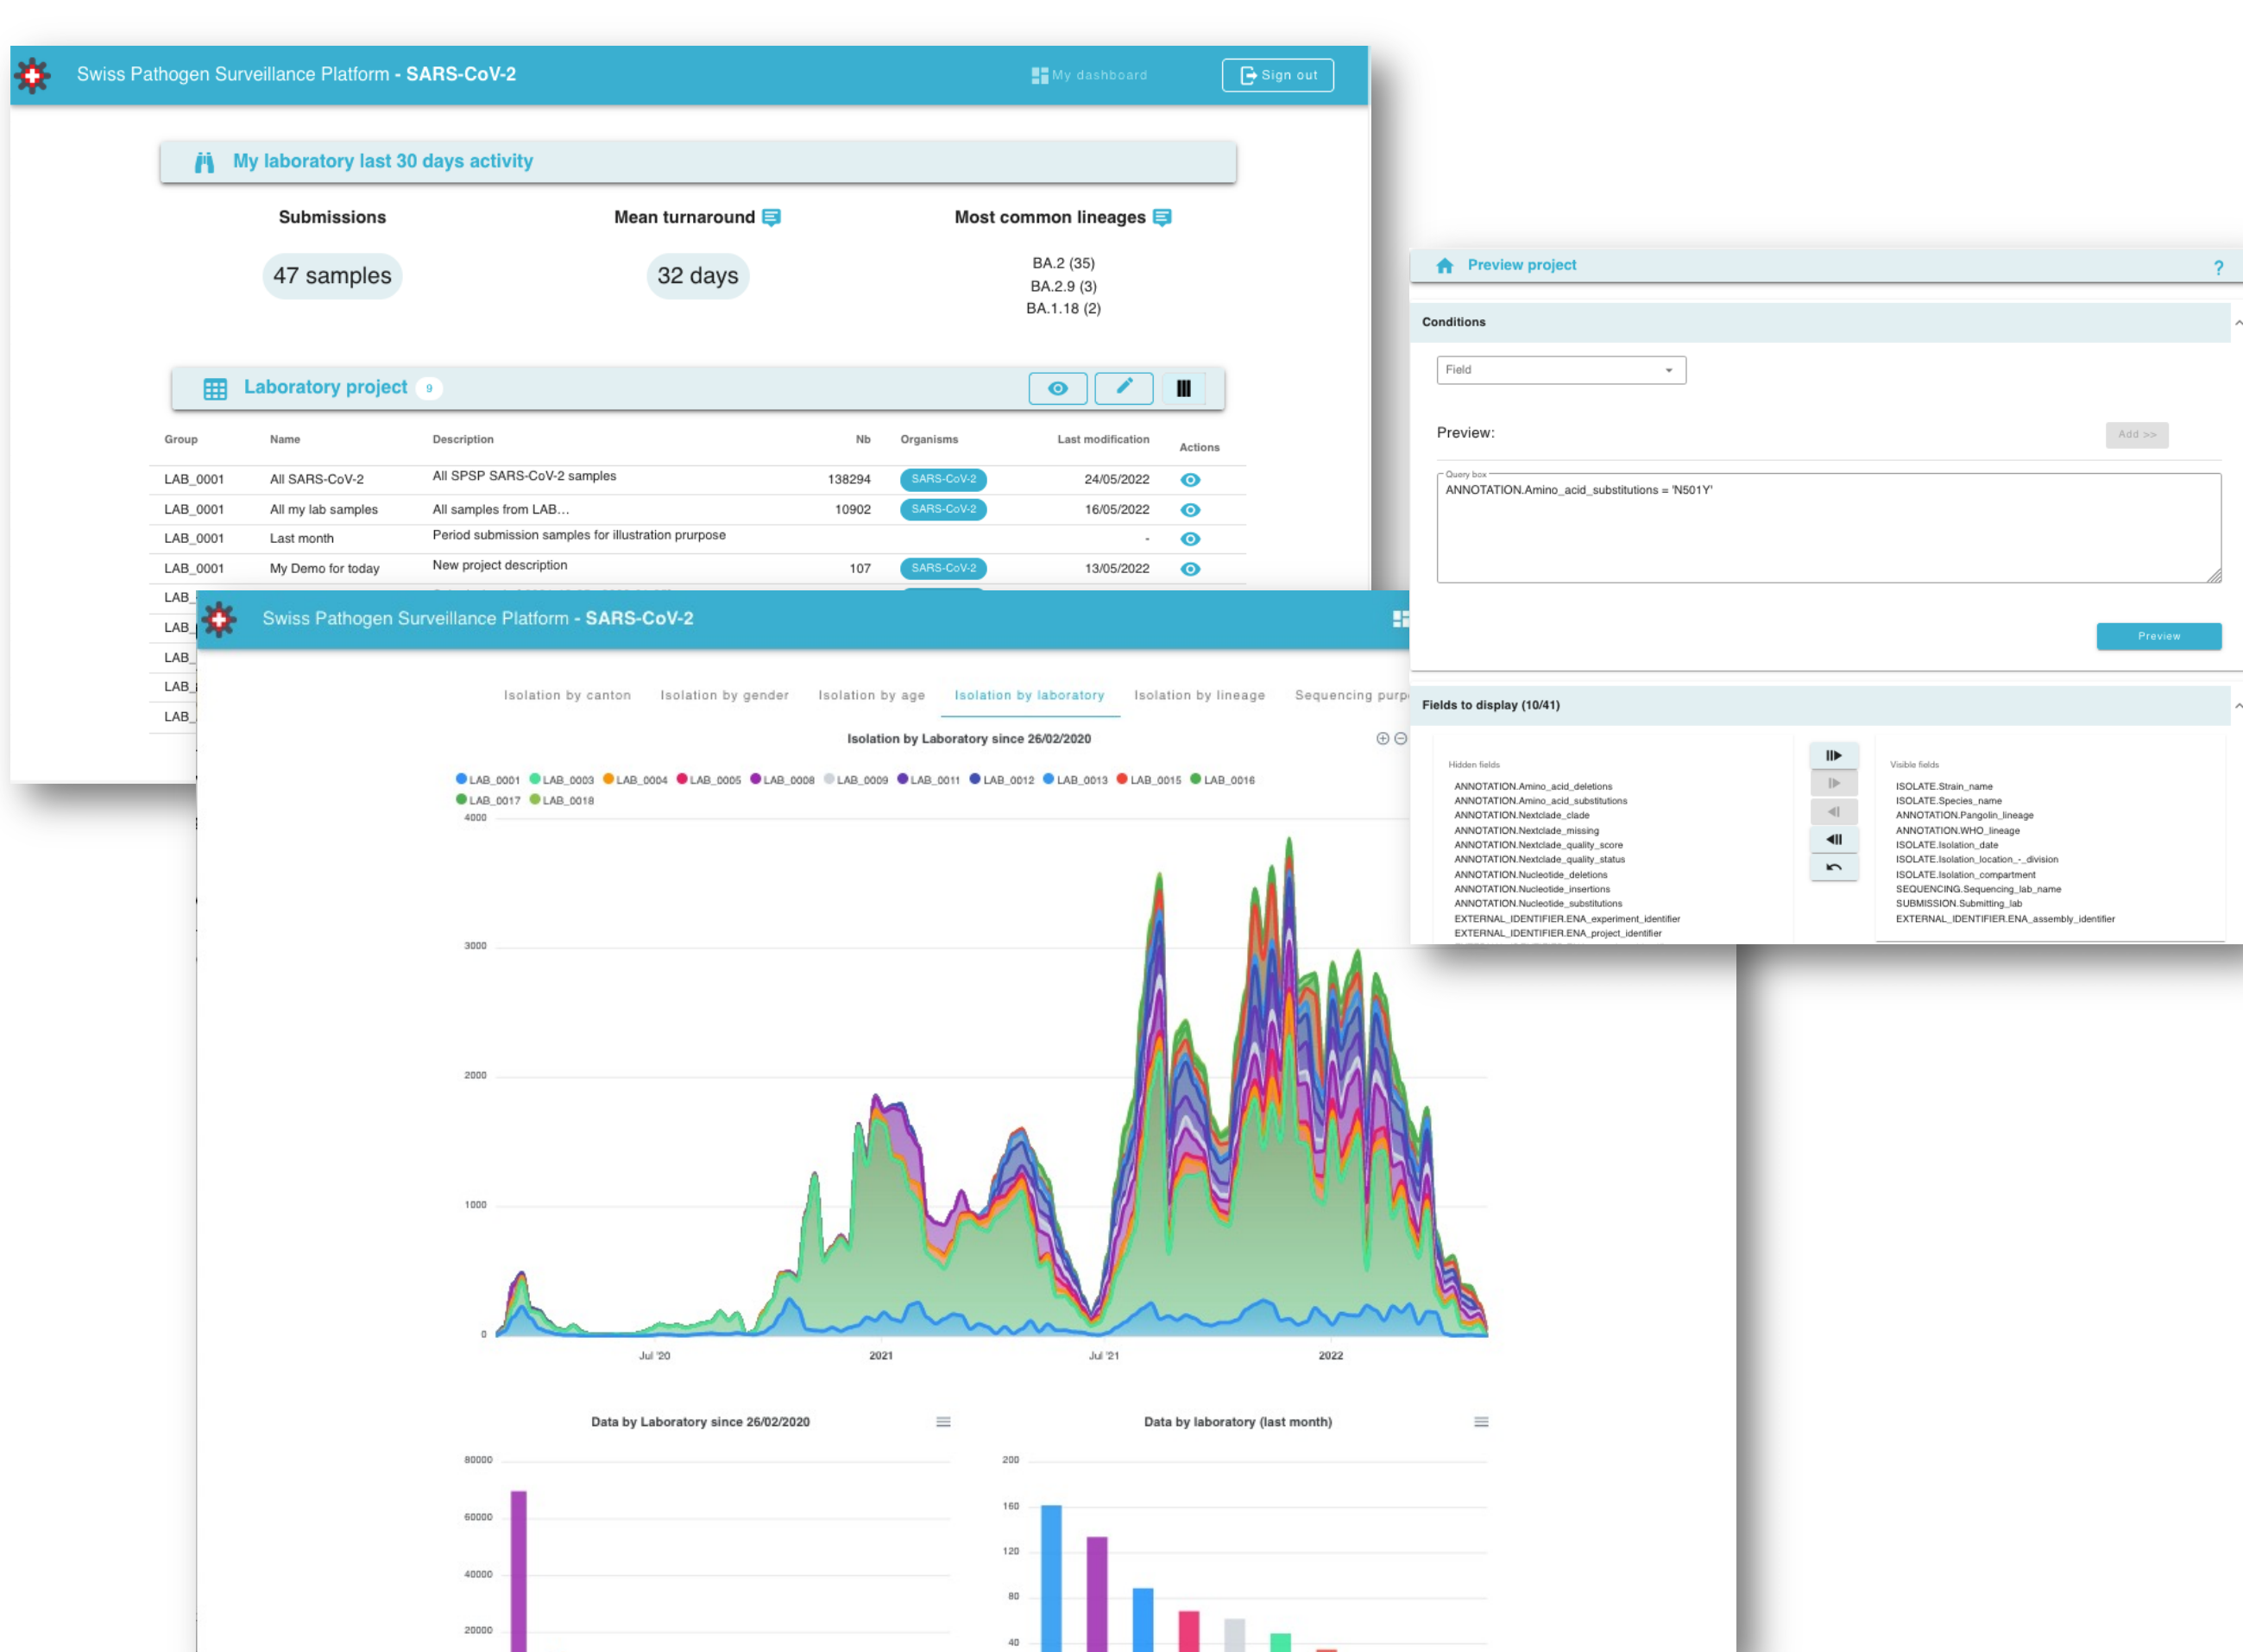 Swiss Pathogen Surveillance Platform - SARS-CoV-2
My dashboard
Sign out
My laboratory last 30 days activity
Submissions
Mean turnaround
Most common lineages
47 samples
32 days
BA.2 (35)
BA.2.9 (3)
BA.1.18 (2)
Laboratory project 9
Group Name Description Nb Organisms Last modification Actions
LAB_0001 All SARS-CoV-2 All SPSP SARS-CoV-2 samples 138294 SARS-CoV-2 24/05/2022
LAB_0001 All my lab samples All samples from LAB... 10902 SARS-CoV-2 16/05/2022
LAB_0001 Last month Period submission samples for illustration prurpose -
LAB_0001 My Demo for today New project description 107 SARS-CoV-2 13/05/2022
LAB_
LAB_
LAB_
LAB_
LAB_
Swiss Pathogen Surveillance Platform - SARS-CoV-2
Isolation by canton Isolation by gender Isolation by age Isolation by laboratory Isolation by lineage Sequencing purp
Isolation by Laboratory since 26/02/2020
LAB_0001 LAB_0003 LAB_0004 LAB_0005 LAB_0008 LAB_0009 LAB_0011 LAB_0012 LAB_0013 LAB_0015 LAB_0016
LAB_0017 LAB_0018
4000
3000
2000
1000
0
Jul '20 2021 Jul '21 2022
Data by Laboratory since 26/02/2020
80000
60000
40000
20000
Data by laboratory (last month)
200
160
120
80
40
Preview project ?
Conditions
Field
Preview:
Add >>
Query box
ANNOTATION.Amino_acid_substitutions = 'N501Y'
Preview
Fields to display (10/41)
Hidden fields
ANNOTATION.Amino_acid_deletions
ANNOTATION.Amino_acid_substitutions
ANNOTATION.Nextclade_clade
ANNOTATION.Nextclade_missing
ANNOTATION.Nextclade_quality_score
ANNOTATION.Nextclade_quality_status
ANNOTATION.Nucleotide_deletions
ANNOTATION.Nucleotide_insertions
ANNOTATION.Nucleotide_substitutions
EXTERNAL_IDENTIFIER.ENA_experiment_identifier
EXTERNAL_IDENTIFIER.ENA_project_identifier
Visible fields
ISOLATE.Strain_name
ISOLATE.Species_name
ANNOTATION.Pangolin_lineage
ANNOTATION.WHO_lineage
ISOLATE.Isolation_date
ISOLATE.Isolation_location_-_division
ISOLATE.Isolation_compartment
SEQUENCING.Sequencing_lab_name
SUBMISSION.Submitting_lab
EXTERNAL_IDENTIFIER.ENA_assembly_identifier